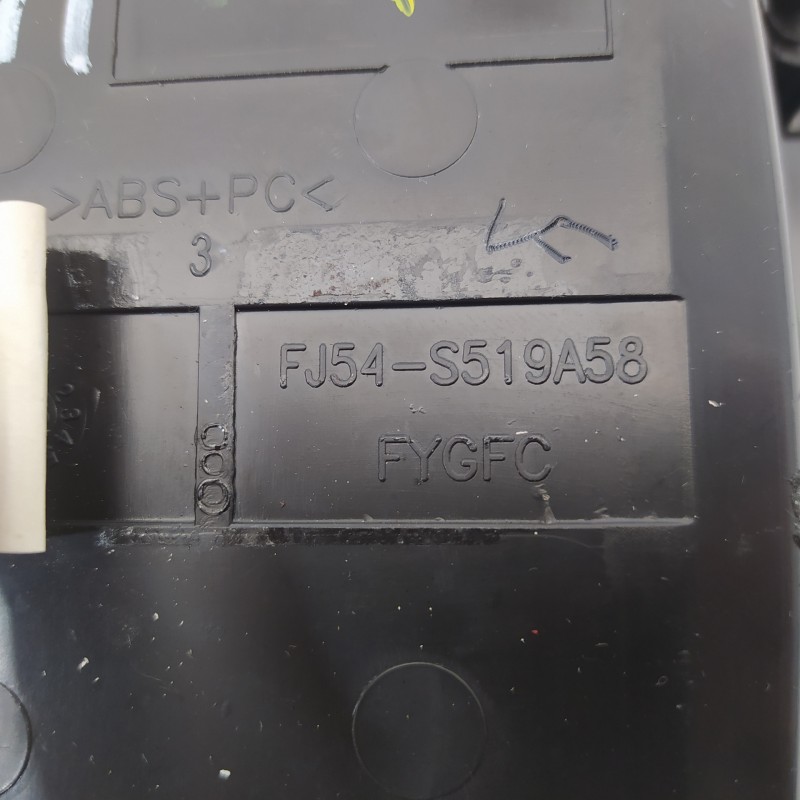 >ABS+PC<
3
FJ54-S519A58
FYGFC